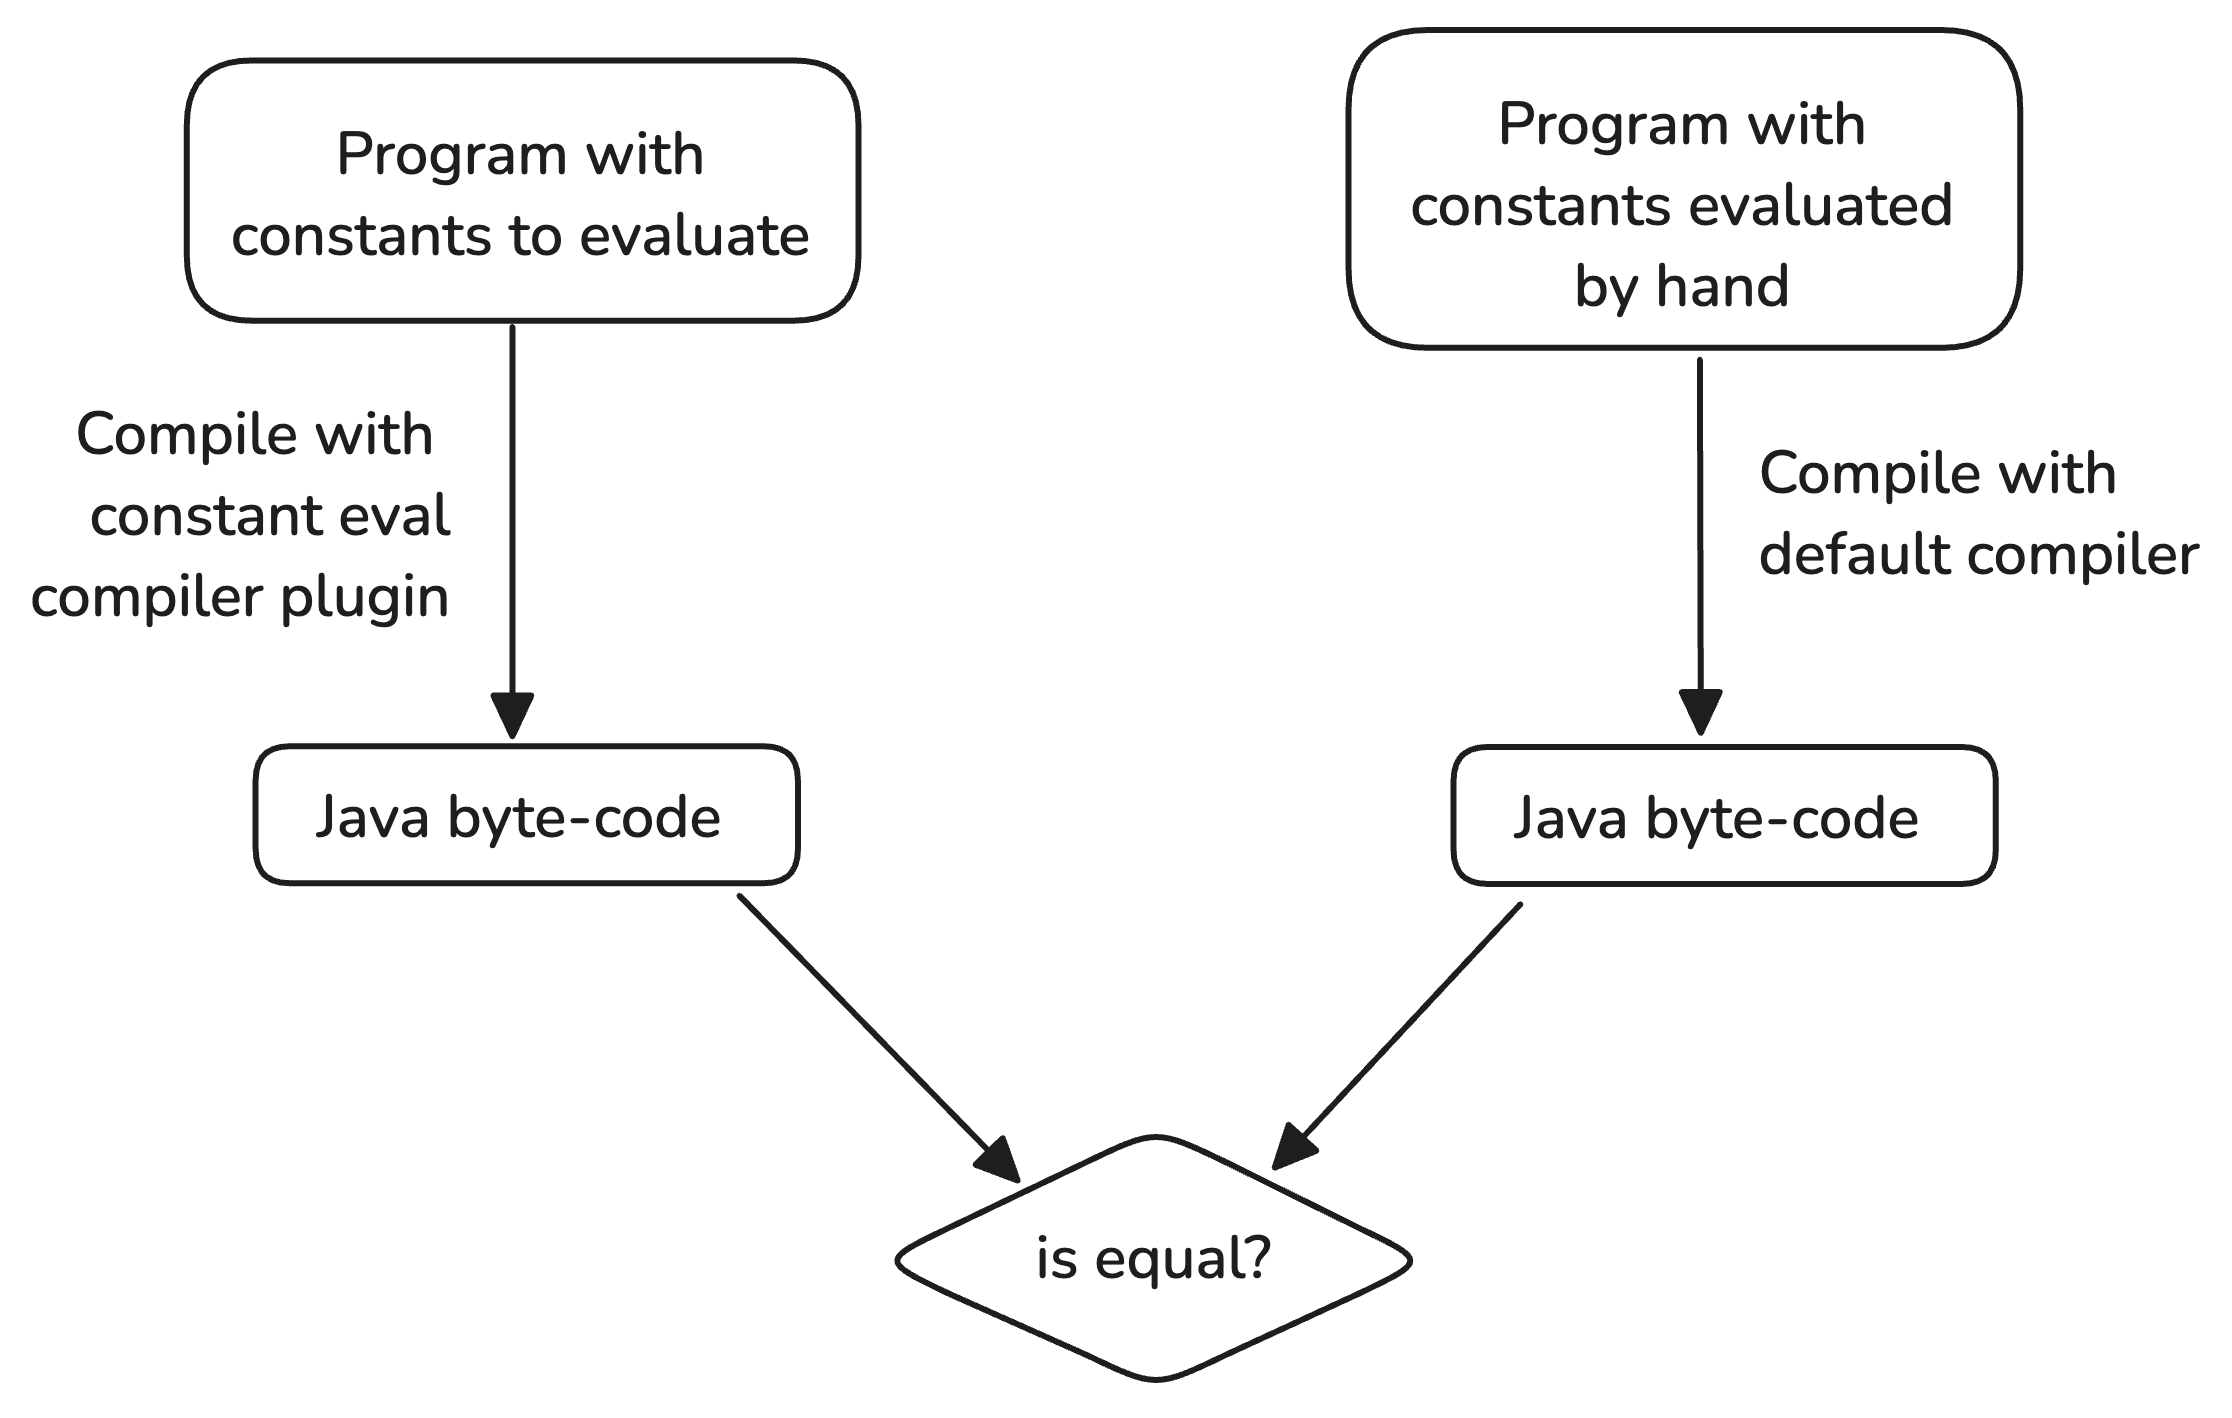 Program with
constants to evaluate
Program with
constants evaluated
by hand
Compile with
constant eval
compiler plugin
Compile with
default compiler
Java byte-code
Java byte-code
is equal?